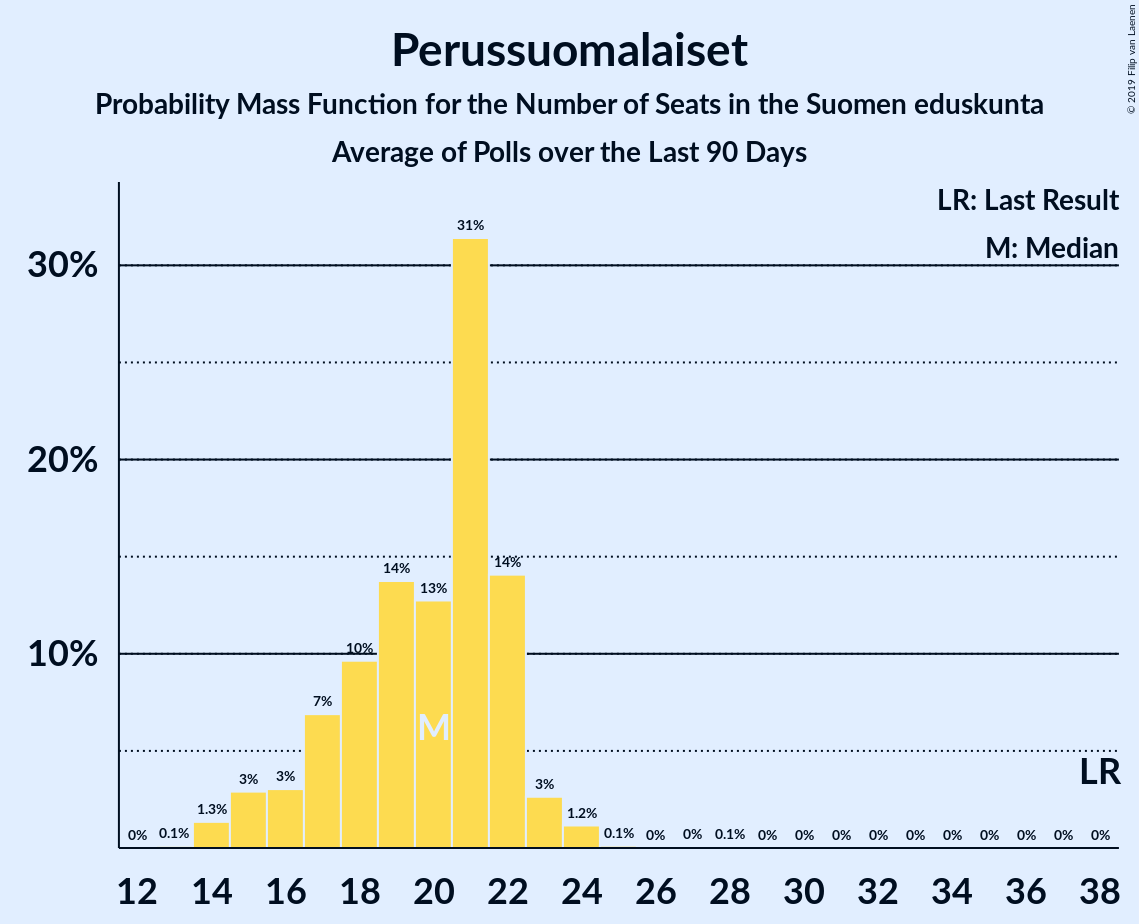 Perussuomalaiset
Probability Mass Function for the Number of Seats in the Suomen eduskunta
Average of Polls over the Last 90 Days
© 2019 Filip van Laenen
LR: Last Result
M: Median
30%
20%
10%
0% 0.1% 1.3% 3% 3% 7% 10% 14% 13% 31% 14% 3% 1.2% 0.1% 0% 0% 0.1% 0% 0% 0% 0% 0% 0% 0% 0% 0% 0%
M
LR
12 14 16 18 20 22 24 26 28 30 32 34 36 38